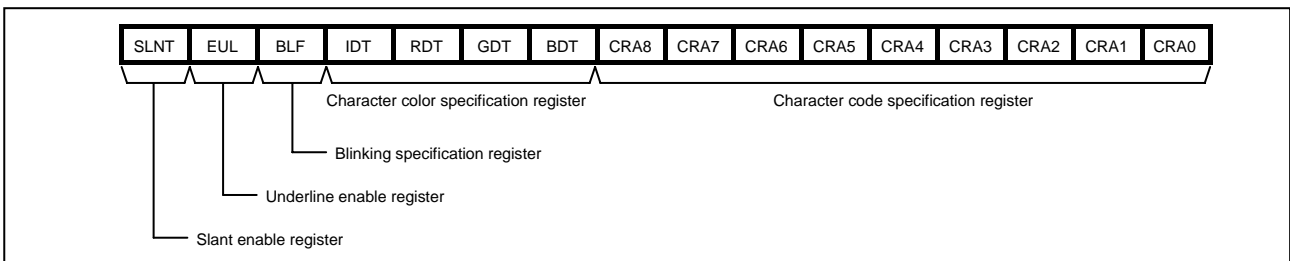 SLNT EUL BLF IDT RDT GDT BDT CRA8 CRA7 CRA6 CRA5 CRA4 CRA3 CRA2 CRA1 CRA0
Character color specification register Character code specification register
Blinking specification register
Underline enable register
Slant enable register